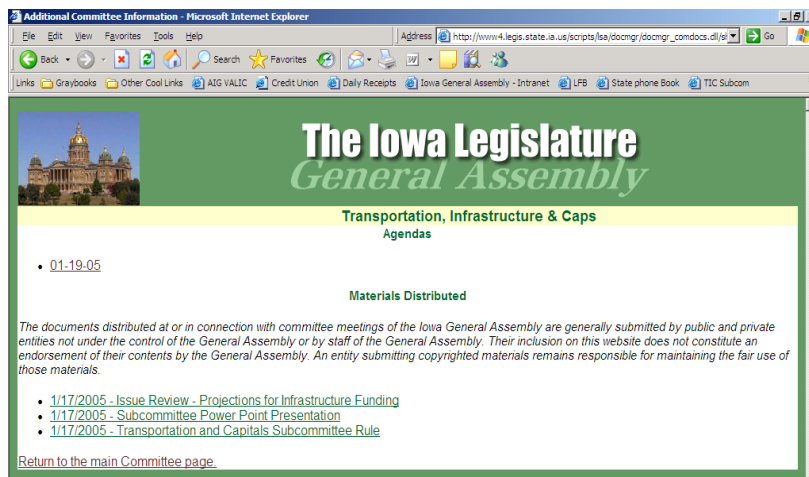 Additional Committee Information - Microsoft Internet Explorer
File Edit View Favorites Tools Help Address http://www4.legis.state.ia.us/scripts/lsa/docmgr/docmgr_comdocs.dll/s Go
Back Search Favorites
Links Graybooks Other Cool Links AIG VALIC Credit Union Daily Receipts Iowa General Assembly - Intranet LFB State phone Book TIC Subcom
The Iowa Legislature
General Assembly
Transportation, Infrastructure & Caps
Agendas
01-19-05
Materials Distributed
The documents distributed at or in connection with committee meetings of the Iowa General Assembly are generally submitted by public and private
entities not under the control of the General Assembly or by staff of the General Assembly. Their inclusion on this website does not constitute an
endorsement of their contents by the General Assembly. An entity submitting copyrighted materials remains responsible for maintaining the fair use of
those materials.
1/17/2005 - Issue Review - Projections for Infrastructure Funding
1/17/2005 - Subcommittee Power Point Presentation
1/17/2005 - Transportation and Capitals Subcommittee Rule
Return to the main Committee page.